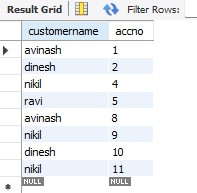 Result Grid Filter Rows:
customername accno
avinash 1
dinesh 2
nikil 4
ravi 5
avinash 8
nikil 9
dinesh 10
nikil 11
NULL NULL